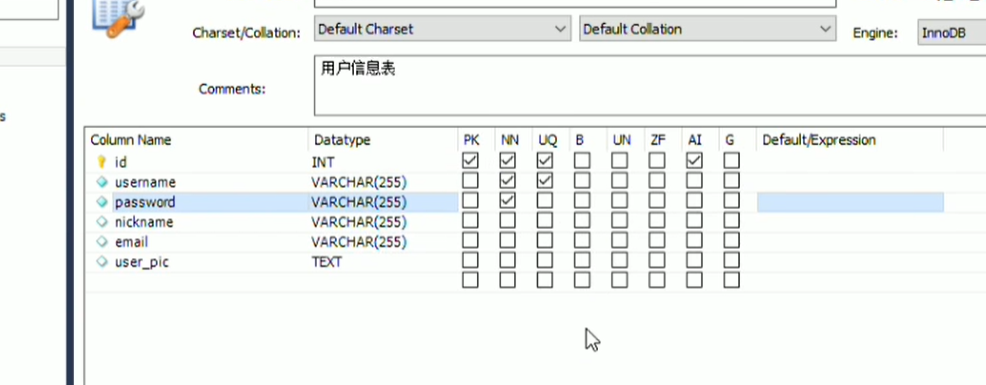 Charset/Collation: Default Charset Default Collation Engine: InnoDB
Comments: 用户信息表
s
Column Name Datatype PK NN UQ B UN ZF AI G Default/Expression
id INT
username VARCHAR(255)
password VARCHAR(255)
nickname VARCHAR(255)
email VARCHAR(255)
user_pic TEXT